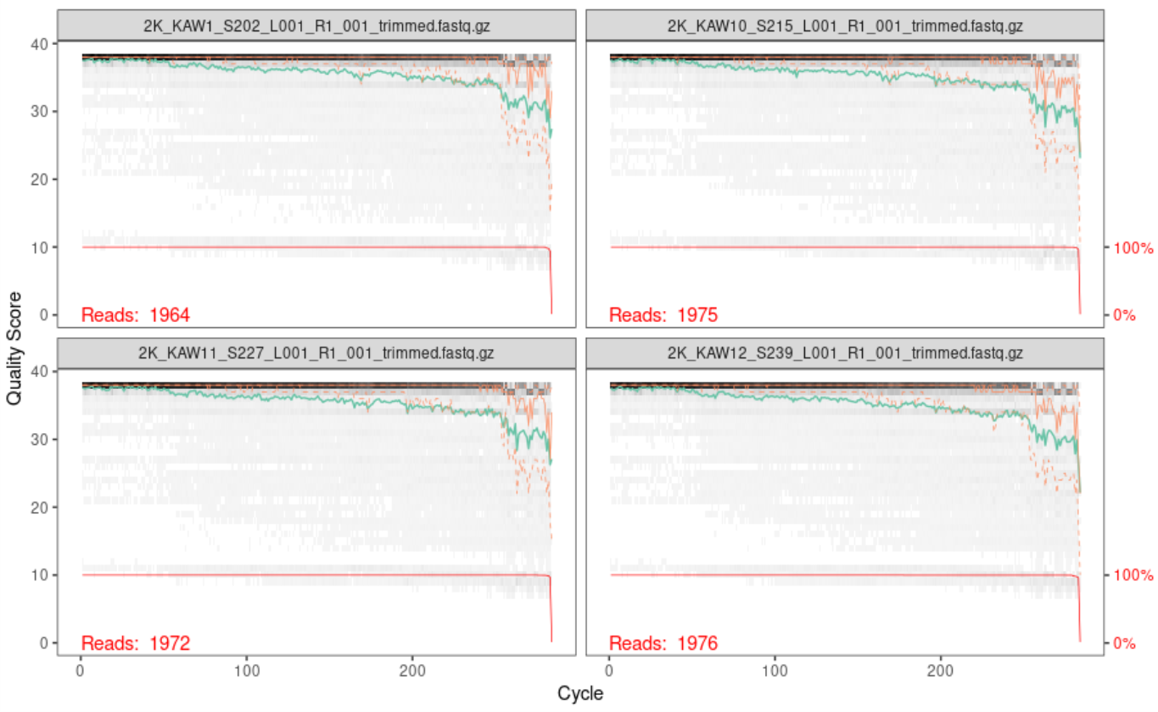 2K_KAW1_S202_L001_R1_001_trimmed.fastq.gz
2K_KAW10_S215_L001_R1_001_trimmed.fastq.gz
40
30
20
10
0
100%
0%
Reads: 1964
Reads: 1975
2K_KAW11_S227_L001_R1_001_trimmed.fastq.gz
2K_KAW12_S239_L001_R1_001_trimmed.fastq.gz
40
30
20
10
0
100%
0%
Reads: 1972
Reads: 1976
Quality Score
0
100
200
0
100
200
Cycle